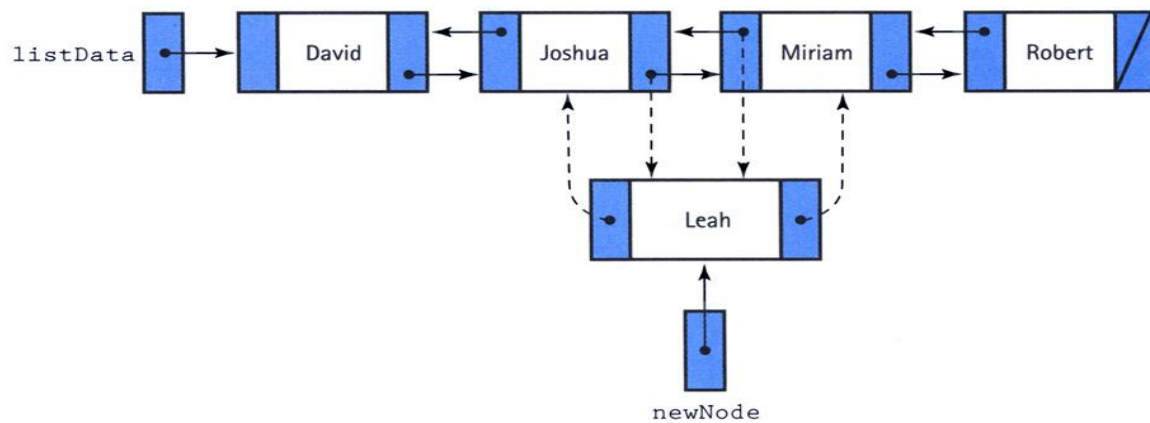 listData
David
Joshua
Miriam
Robert
Leah
newNode